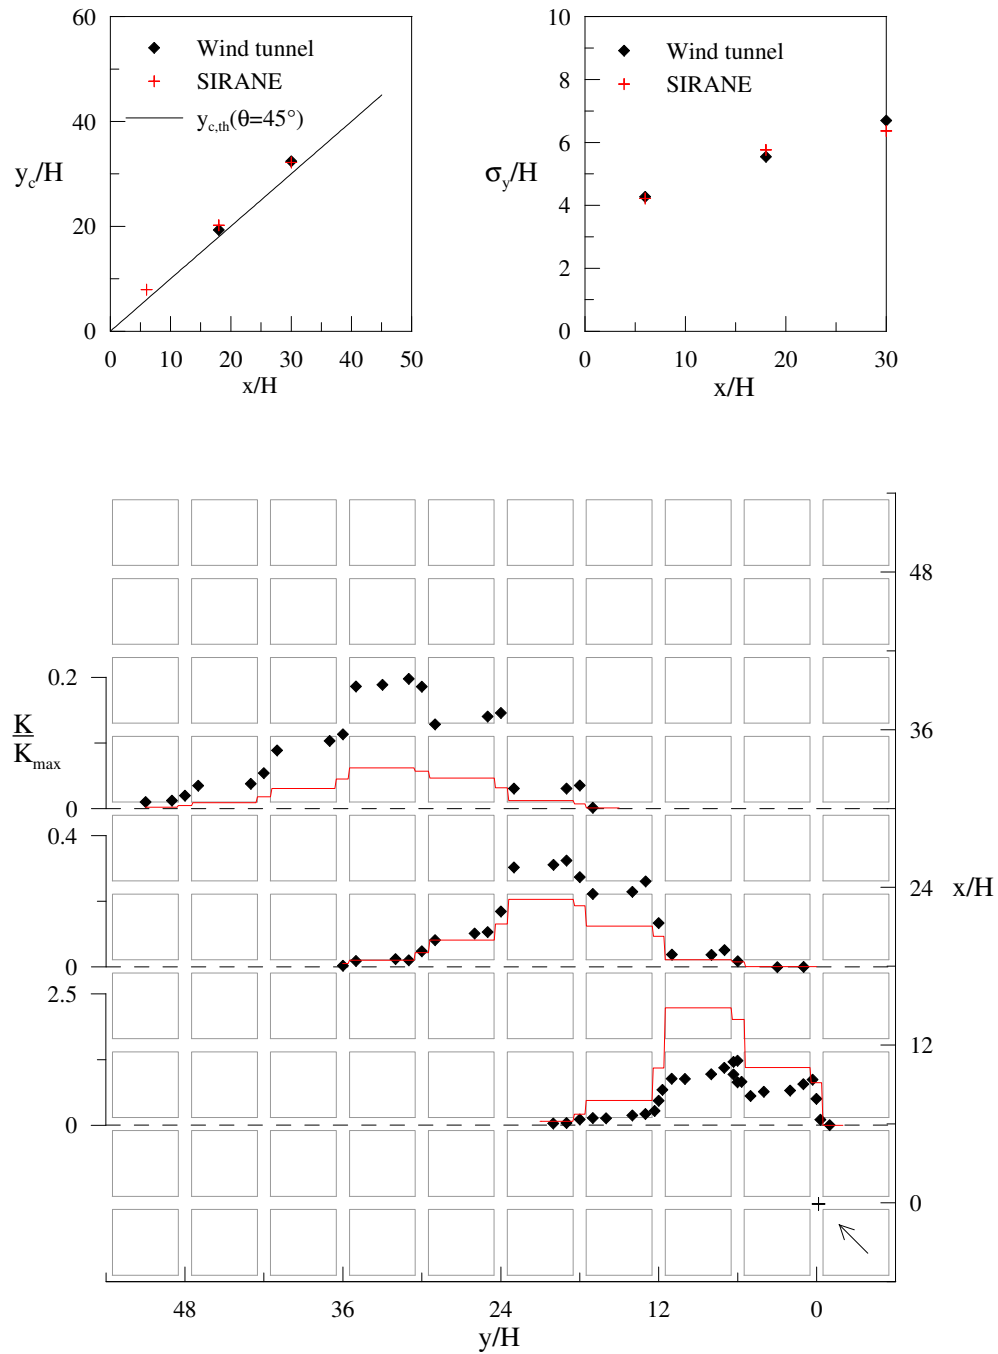 60
40
20
0
y_c/H
Wind tunnel
SIRANE
y_c,th(θ=45°)
0 10 20 30 40 50
x/H
10
8
6
4
2
0
σ_y/H
Wind tunnel
SIRANE
0 10 20 30
x/H
K
K_max
0.2
0
0.4
0
2.5
0
48
36
24
12
0
x/H
48 36 24 12 0
y/H